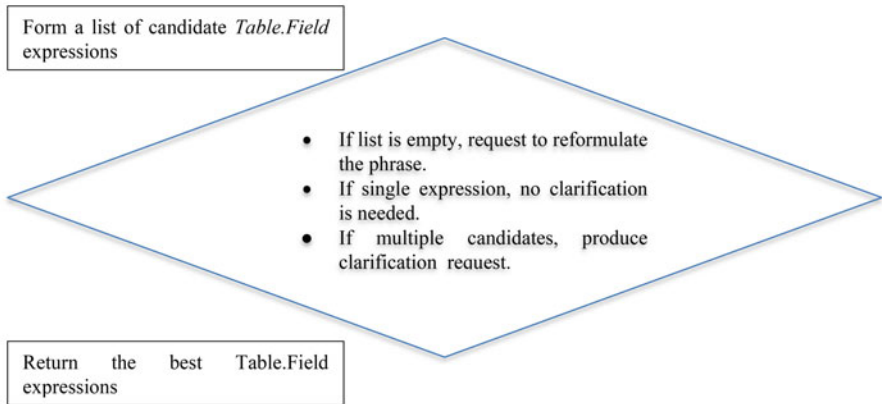 Form a list of candidate Table.Field
expressions
• If list is empty, request to reformulate
the phrase.
• If single expression, no clarification
is needed.
• If multiple candidates, produce
clarification request.
Return the best Table.Field
expressions